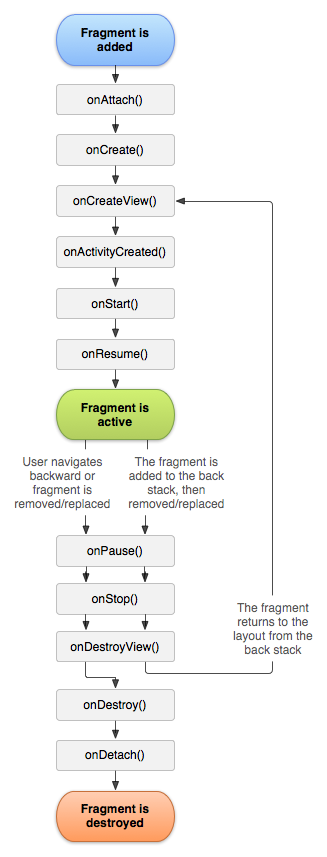 Fragment is
added
onAttach()
onCreate()
onCreateView()
onActivityCreated()
onStart()
onResume()
Fragment is
active
User navigates
backward or
fragment is
removed/replaced
The fragment is
added to the back
stack, then
removed/replaced
onPause()
onStop()
The fragment
returns to the
layout from the
back stack
onDestroyView()
onDestroy()
onDetach()
Fragment is
destroyed